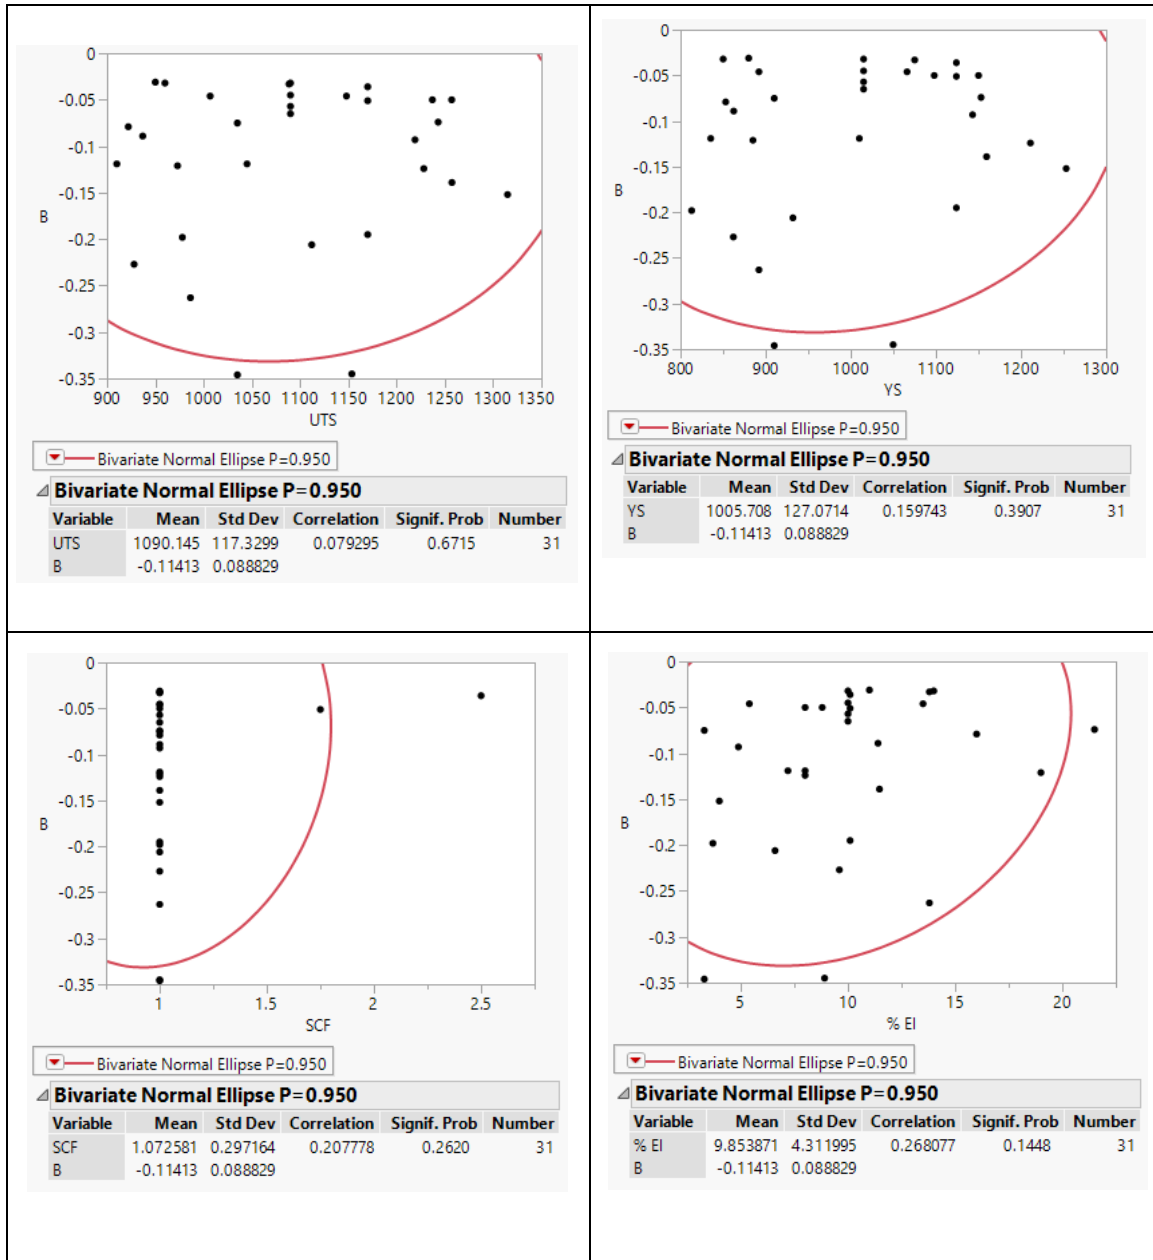 0
-0.05
-0.1
-0.15
-0.2
-0.25
-0.3
-0.35
B
900 950 1000 1050 1100 1150 1200 1250 1300 1350
UTS
Bivariate Normal Ellipse P=0.950
Bivariate Normal Ellipse P=0.950
Variable Mean Std Dev Correlation Signif. Prob Number
UTS 1090.145 117.3299 0.079295 0.6715 31
B -0.11413 0.088829
0
-0.05
-0.1
-0.15
-0.2
-0.25
-0.3
-0.35
B
800 900 1000 1100 1200 1300
YS
Bivariate Normal Ellipse P=0.950
Bivariate Normal Ellipse P=0.950
Variable Mean Std Dev Correlation Signif. Prob Number
YS 1005.708 127.0714 0.159743 0.3907 31
B -0.11413 0.088829
0
-0.05
-0.1
-0.15
-0.2
-0.25
-0.3
-0.35
B
1 1.5 2 2.5
SCF
Bivariate Normal Ellipse P=0.950
Bivariate Normal Ellipse P=0.950
Variable Mean Std Dev Correlation Signif. Prob Number
SCF 1.072581 0.297164 0.207778 0.2620 31
B -0.11413 0.088829
0
-0.05
-0.1
-0.15
-0.2
-0.25
-0.3
-0.35
B
5 10 15 20
% EI
Bivariate Normal Ellipse P=0.950
Bivariate Normal Ellipse P=0.950
Variable Mean Std Dev Correlation Signif. Prob Number
% EI 9.853871 4.311995 0.268077 0.1448 31
B -0.11413 0.088829